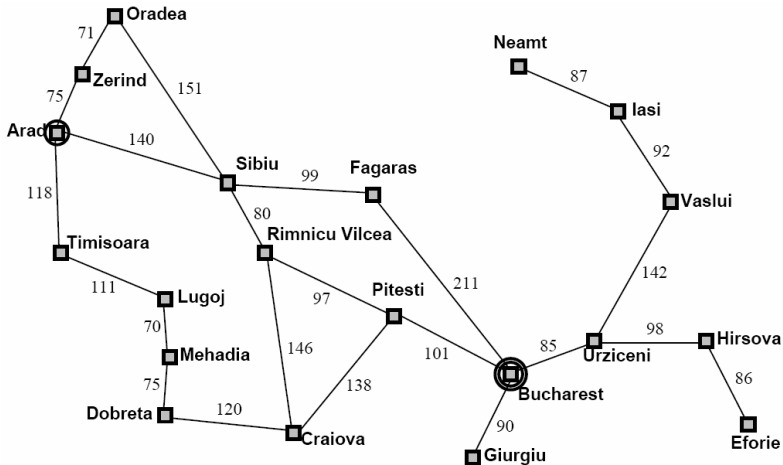 Oradea
71
Neamt
Zerind
87
151
75
Iasi
Arad
140
Sibiu
Fagaras
92
99
118
80
Vaslui
Timisoara
Rimnicu Vilcea
111
Lugoj
97
Pitesti
211
142
70
146
101
85
98
Hirsova
Urziceni
Mehadia
75
138
86
Bucharest
Dobreta
120
90
Craiova
Eforie
Giurgiu